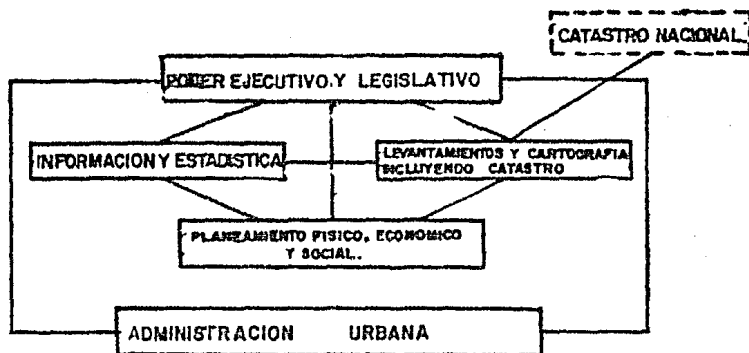 CATASTRO NACIONAL
PODER EJECUTIVO.Y LEGISLATIVO
INFORMACION Y ESTADISTICA
LEVANTAMIENTOS Y CARTOGRAFIA
INCLUYENDO CATASTRO
PLANEAMIENTO FISICO, ECONOMICO
Y SOCIAL.
ADMINISTRACION URBANA